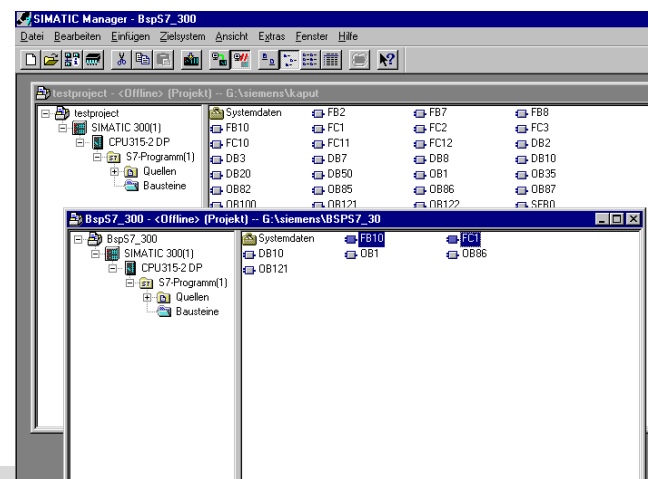 SIMATIC Manager - BspS7_300
Datei Bearbeiten Einfügen Zielsystem Ansicht Extras Fenster Hilfe
testproject - <Offline> (Projekt) -- G:\siemens\kaput
testproject
SIMATIC 300(1)
CPU315-2 DP
S7-Programm(1)
Quellen
Bausteine
Systemdaten FB2 FB7 FB8
FB10 FC1 FC2 FC3
FC10 FC11 FC12 DB2
DB3 DB7 DB8 DB10
DB20 DB50 OB1 OB35
OB82 OB85 OB86 OB87
OB100 OB121 OB122 SFB0
BspS7_300 - <Offline> (Projekt) -- G:\siemens\BSPS7_30
BspS7_300
SIMATIC 300(1)
CPU315-2 DP
S7-Programm(1)
Quellen
Bausteine
Systemdaten FB10 FC1
DB10 OB1 OB86
OB121